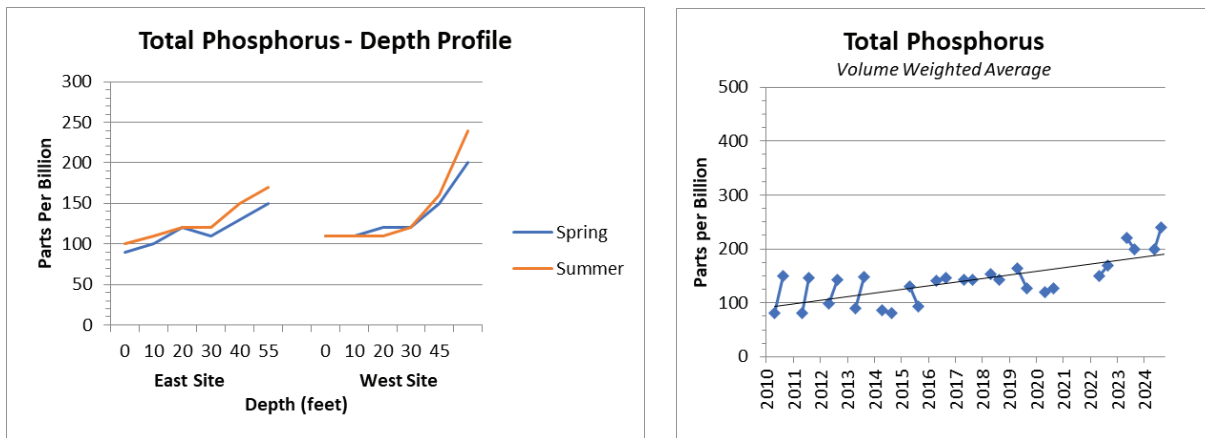 Total Phosphorus - Depth Profile
300
250
200
150
100
50
0
Parts Per Billion
0 10 20 30 40 55 0 10 20 30 45
East Site West Site
Depth (feet)
Spring
Summer
Total Phosphorus
Volume Weighted Average
500
400
300
200
100
0
Parts per Billion
2010
2011
2012
2013
2014
2015
2016
2017
2018
2019
2020
2021
2022
2023
2024